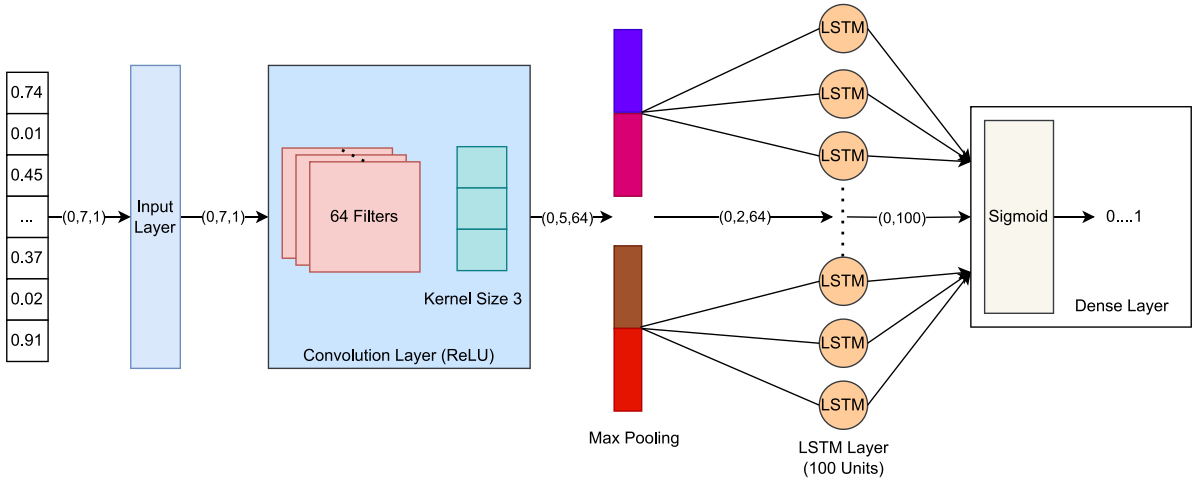 0.74
0.01
0.45
...
0.37
0.02
0.91
(0,7,1)
Input
Layer
(0,7,1)
64 Filters
Kernel Size 3
Convolution Layer (ReLU)
(0,5,64)
Max Pooling
(0,2,64)
LSTM
LSTM
LSTM
LSTM
LSTM
LSTM
LSTM Layer
(100 Units)
(0,100)
Sigmoid
0....1
Dense Layer